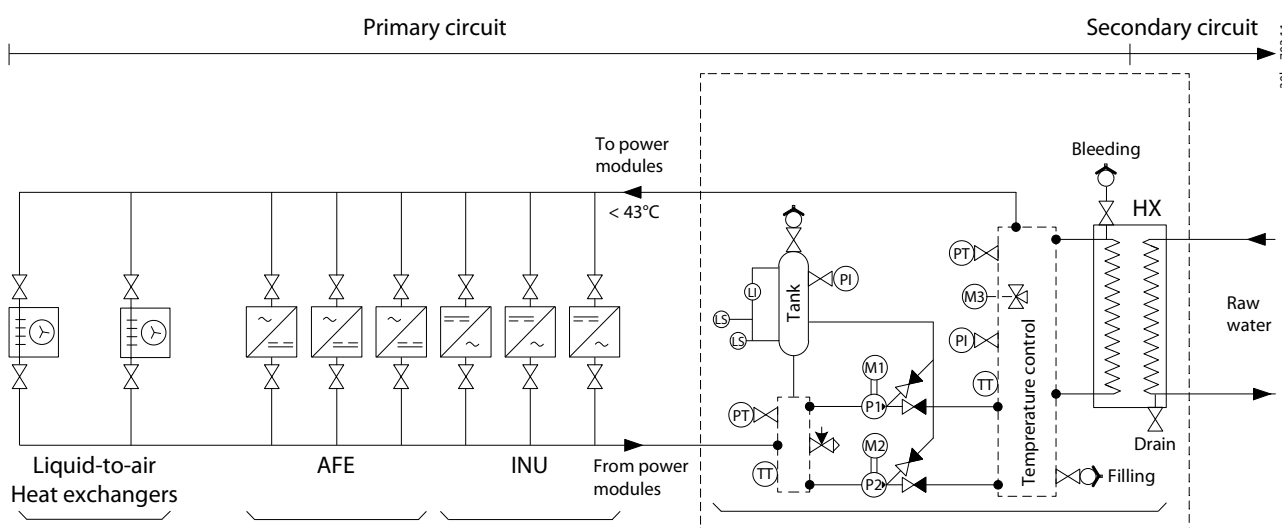 Primary circuit
Secondary circuit
To power
modules
< 43°C
Bleeding
HX
PT
LI
PI
Tank
M3
Raw
water
LS
LS
PI
M1
TT
Temprerature control
P1
PT
M2
Drain
Liquid-to-air
Heat exchangers
AFE
INU
From power
modules
TT
P2
Filling